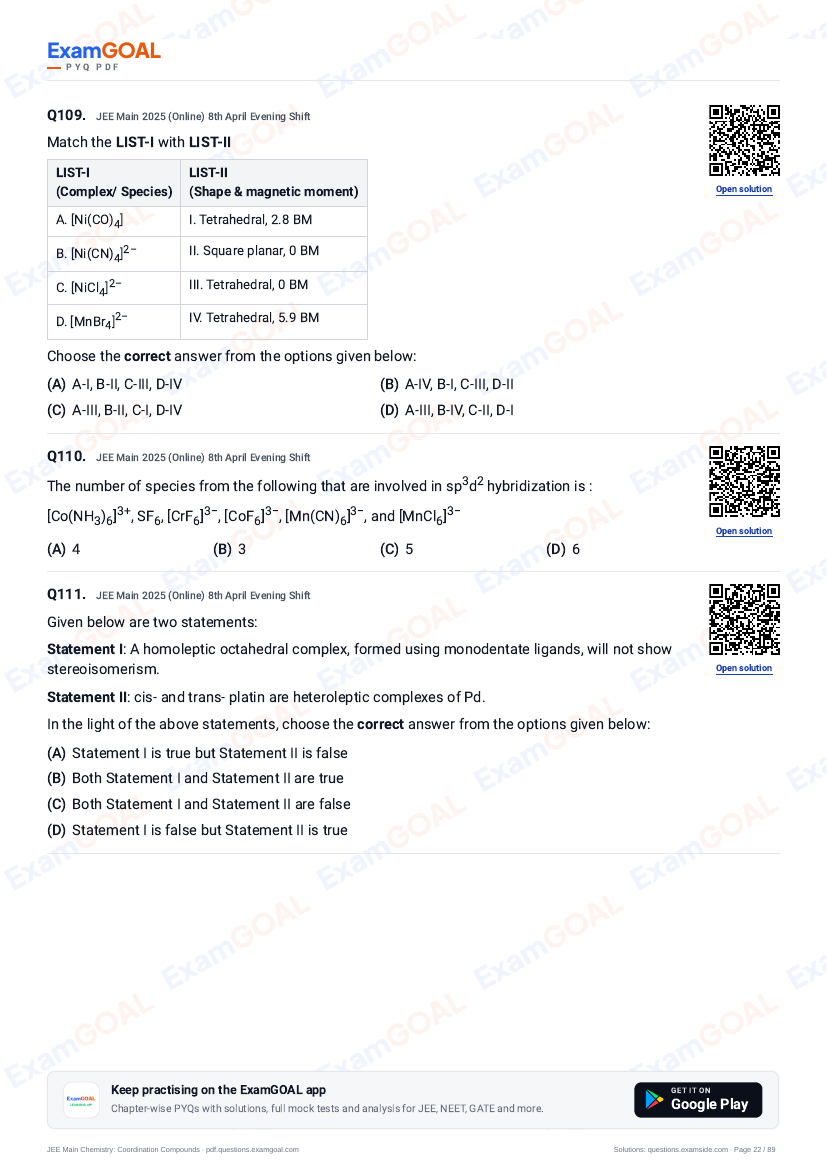 ExamGOAL
PYQ PDF
Q109. JEE Main 2025 (Online) 8th April Evening Shift
Match the LIST-I with LIST-II
LIST-I (Complex/ Species) | LIST-II (Shape & magnetic moment)
A. [Ni(CO)₄] | I. Tetrahedral, 2.8 BM
B. [Ni(CN)₄]²⁻ | II. Square planar, 0 BM
C. [NiCl₄]²⁻ | III. Tetrahedral, 0 BM
D. [MnBr₄]²⁻ | IV. Tetrahedral, 5.9 BM
Open solution
Choose the correct answer from the options given below:
(A) A-I, B-II, C-III, D-IV
(B) A-IV, B-I, C-III, D-II
(C) A-III, B-II, C-I, D-IV
(D) A-III, B-IV, C-II, D-I
Q110. JEE Main 2025 (Online) 8th April Evening Shift
The number of species from the following that are involved in sp³d² hybridization is :
[Co(NH₃)₆]³⁺, SF₆, [CrF₆]³⁻, [CoF₆]³⁻, [Mn(CN)₆]³⁻, and [MnCl₆]³⁻
Open solution
(A) 4
(B) 3
(C) 5
(D) 6
Q111. JEE Main 2025 (Online) 8th April Evening Shift
Given below are two statements:
Statement I: A homoleptic octahedral complex, formed using monodentate ligands, will not show
stereoisomerism.
Open solution
Statement II: cis- and trans- platin are heteroleptic complexes of Pd.
In the light of the above statements, choose the correct answer from the options given below:
(A) Statement I is true but Statement II is false
(B) Both Statement I and Statement II are true
(C) Both Statement I and Statement II are false
(D) Statement I is false but Statement II is true
Keep practising on the ExamGOAL app
Chapter-wise PYQs with solutions, full mock tests and analysis for JEE, NEET, GATE and more.
GET IT ON
Google Play
JEE Main Chemistry: Coordination Compounds · pdf.questions.examgoal.com
Solutions: questions.examside.com · Page 22 / 89